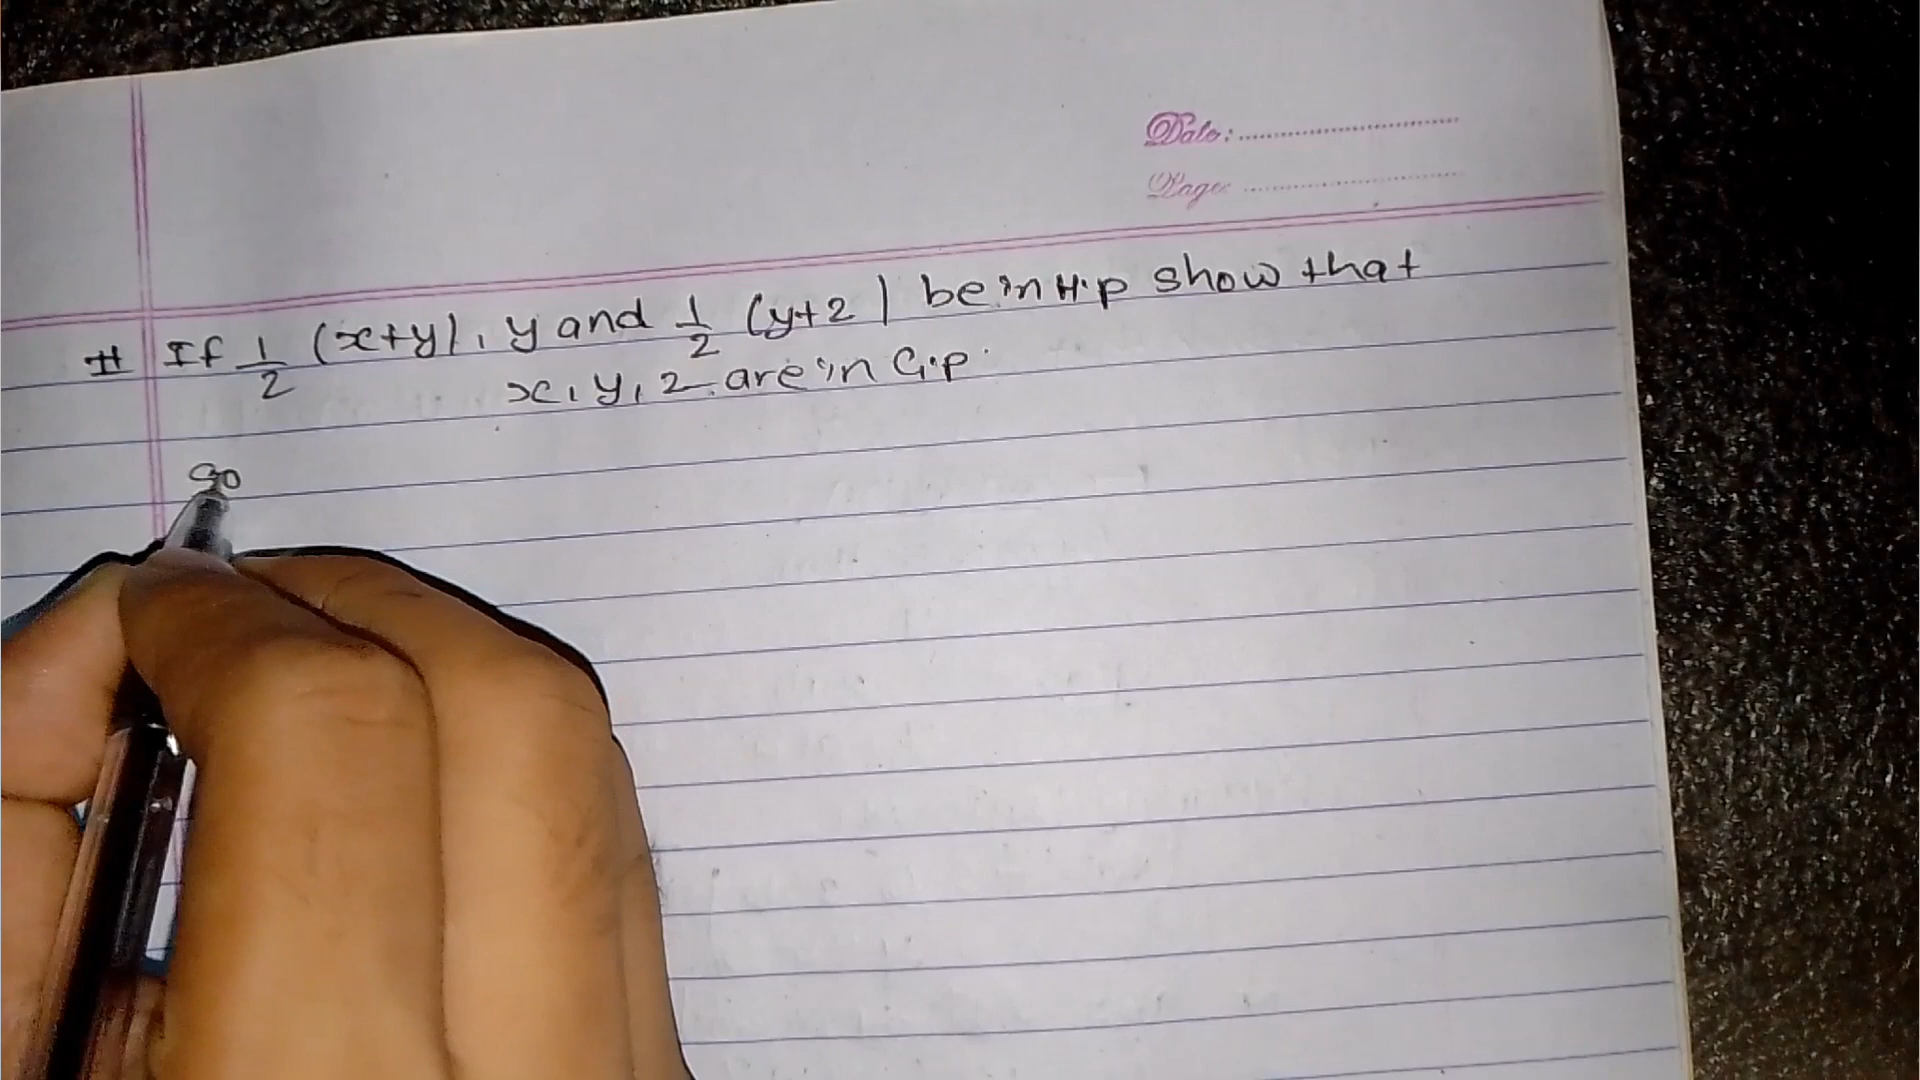 Date: ....................
Page: ....................
# If 1/2 (x+y), y and 1/2 (y+z) be in H.p show that
x, y, z are in G.p.
So